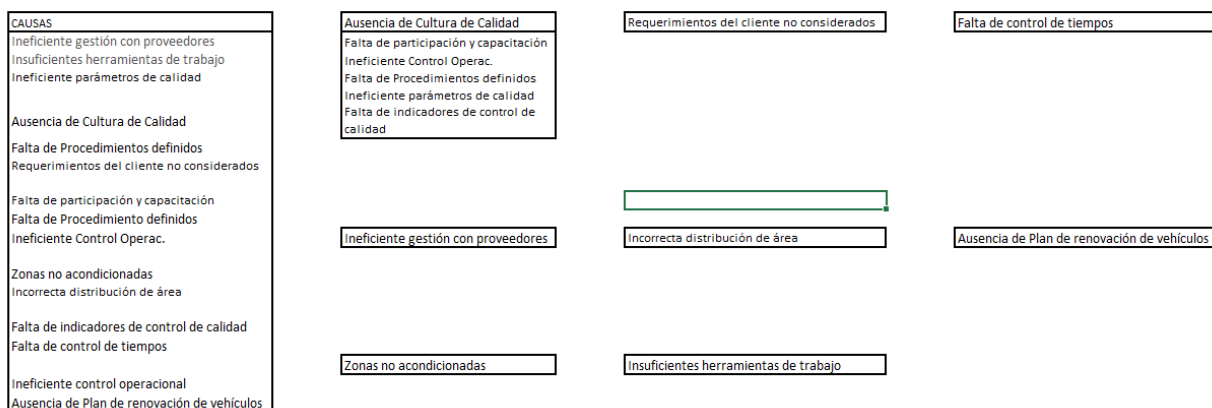 CAUSAS
Ineficiente gestión con proveedores
Insuficientes herramientas de trabajo
Ineficiente parámetros de calidad
Ausencia de Cultura de Calidad
Falta de Procedimientos definidos
Requerimientos del cliente no considerados
Falta de participación y capacitación
Falta de Procedimiento definidos
Ineficiente Control Operac.
Zonas no acondicionadas
Incorrecta distribución de área
Falta de indicadores de control de calidad
Falta de control de tiempos
Ineficiente control operacional
Ausencia de Plan de renovación de vehículos
Ausencia de Cultura de Calidad
Falta de participación y capacitación
Ineficiente Control Operac.
Falta de Procedimientos definidos
Ineficiente parámetros de calidad
Falta de indicadores de control de
calidad
Requerimientos del cliente no considerados
Falta de control de tiempos
Ineficiente gestión con proveedores
Incorrecta distribución de área
Ausencia de Plan de renovación de vehículos
Zonas no acondicionadas
Insuficientes herramientas de trabajo